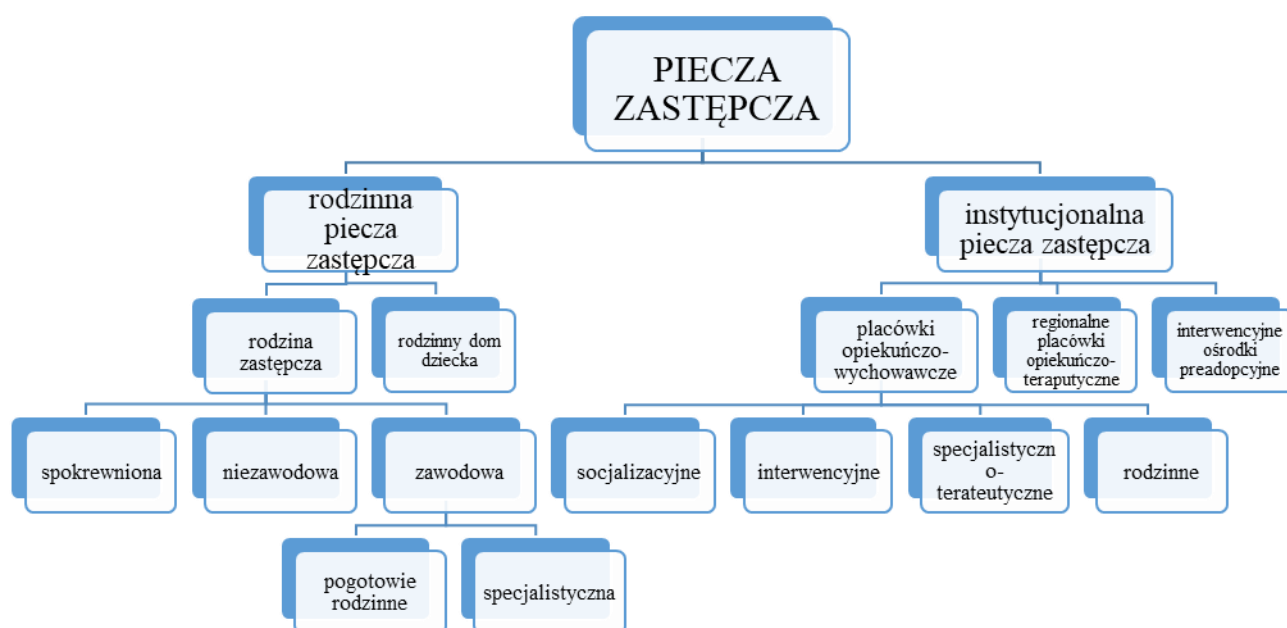 PIECZA
ZASTĘPCZA
rodzinna
piecza
zastępcza
instytucjonalna
piecza zastępcza
rodzina
zastępcza
rodzinny dom
dziecka
placówki
opiekuńczo-
wychowawcze
regionalne
placówki
opiekuńczo-
teraputyczne
interwencyjne
ośrodki
preadopcyjne
spokrewniona
niezawodowa
zawodowa
socjalizacyjne
interwencyjne
specjalistyczn
o-
terateutyczne
rodzinne
pogotowie
rodzinne
specjalistyczna